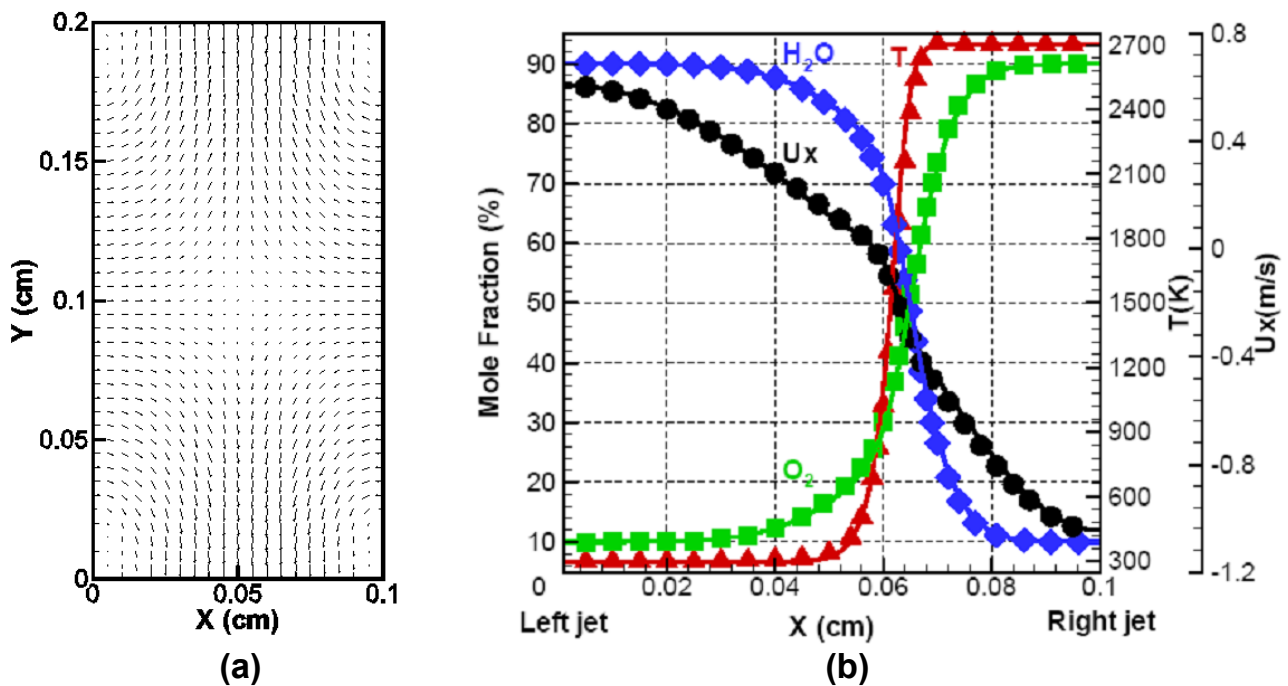 0.2
0.15
0.1
0.05
0
Y (cm)
0 0.05 0.1
X (cm)
(a)
90
80
70
60
50
40
30
20
10
Mole Fraction (%)
H₂O
T
Ux
O₂
2700
2400
2100
1800
1500
1200
900
600
300
T(K)
0.8
0.4
0
-0.4
-0.8
-1.2
Ux(m/s)
0 0.02 0.04 0.06 0.08 0.1
Left jet X (cm) Right jet
(b)